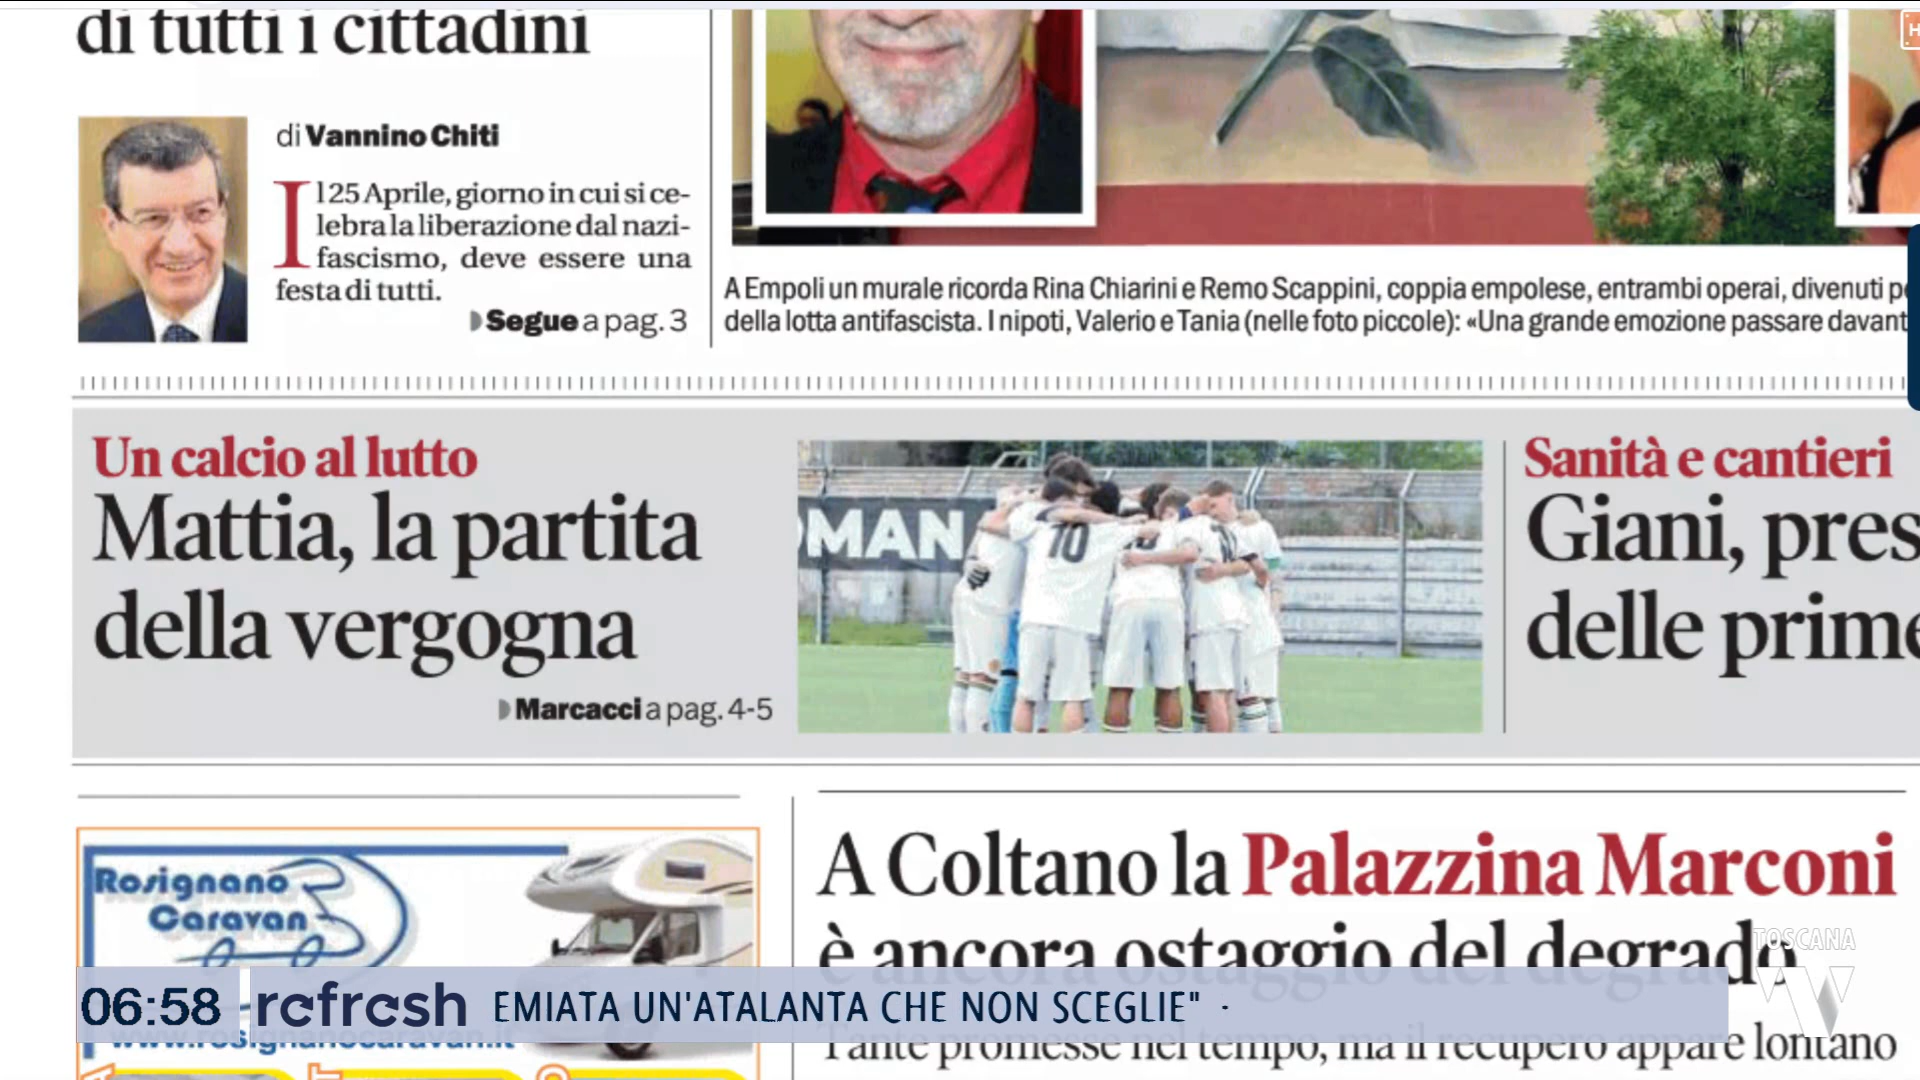 di tutti i cittadini
di Vannino Chiti
Il 25 Aprile, giorno in cui si ce-
lebra la liberazione dal nazi-
fascismo, deve essere una
festa di tutti.
Segue a pag. 3
A Empoli un murale ricorda Rina Chiarini e Remo Scappini, coppia empolese, entrambi operai, divenuti
della lotta antifascista. I nipoti, Valerio e Tania (nelle foto piccole): «Una grande emozione passare davant
Un calcio al lutto
Mattia, la partita
della vergogna
Marcacci a pag. 4-5
OMAN
10
Sanità e cantieri
Giani, pres
delle prime
A Coltano la Palazzina Marconi
è ancora ostaggio del degrado
Tante promesse nel tempo, ma il recupero appare lontano
Rosignano
Caravan
www.rosignanocaravan.it
TOSCANA
06:58 refresh EMIATA UN'ATALANTA CHE NON SCEGLIE" ·